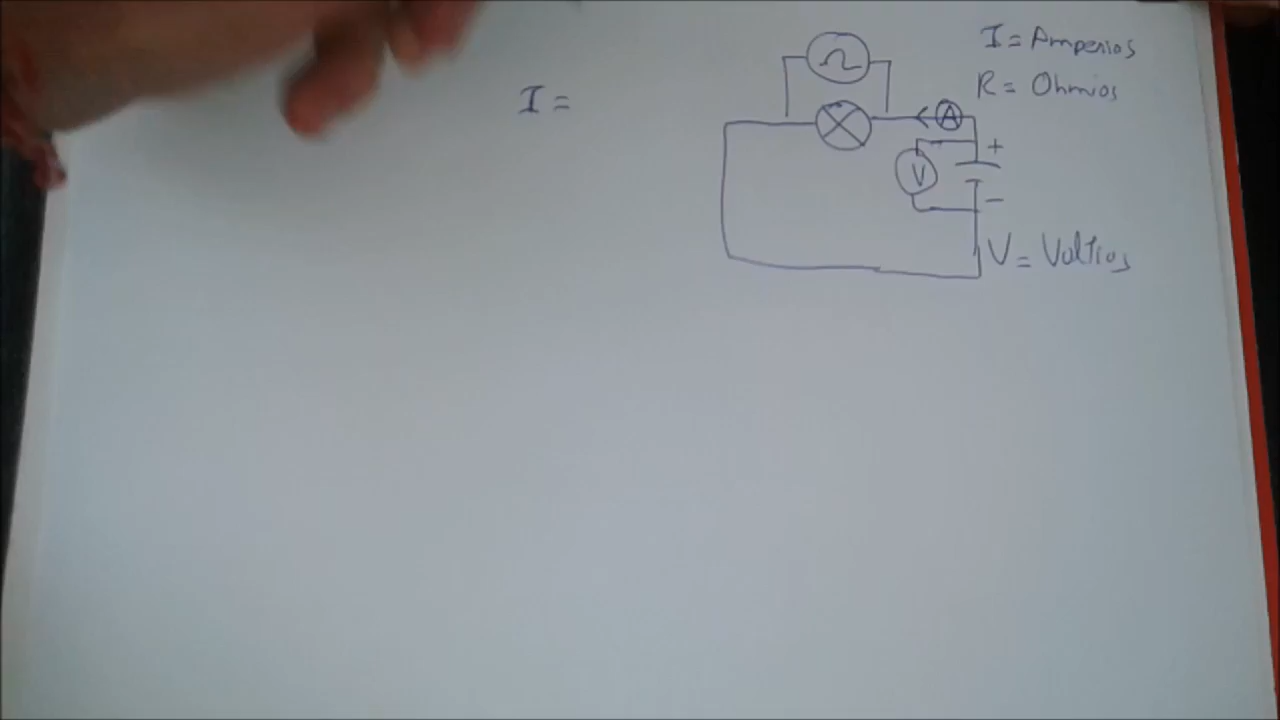 I = Amperios
R = Ohmios
I =
Ω
A
+
V
-
V = Voltios